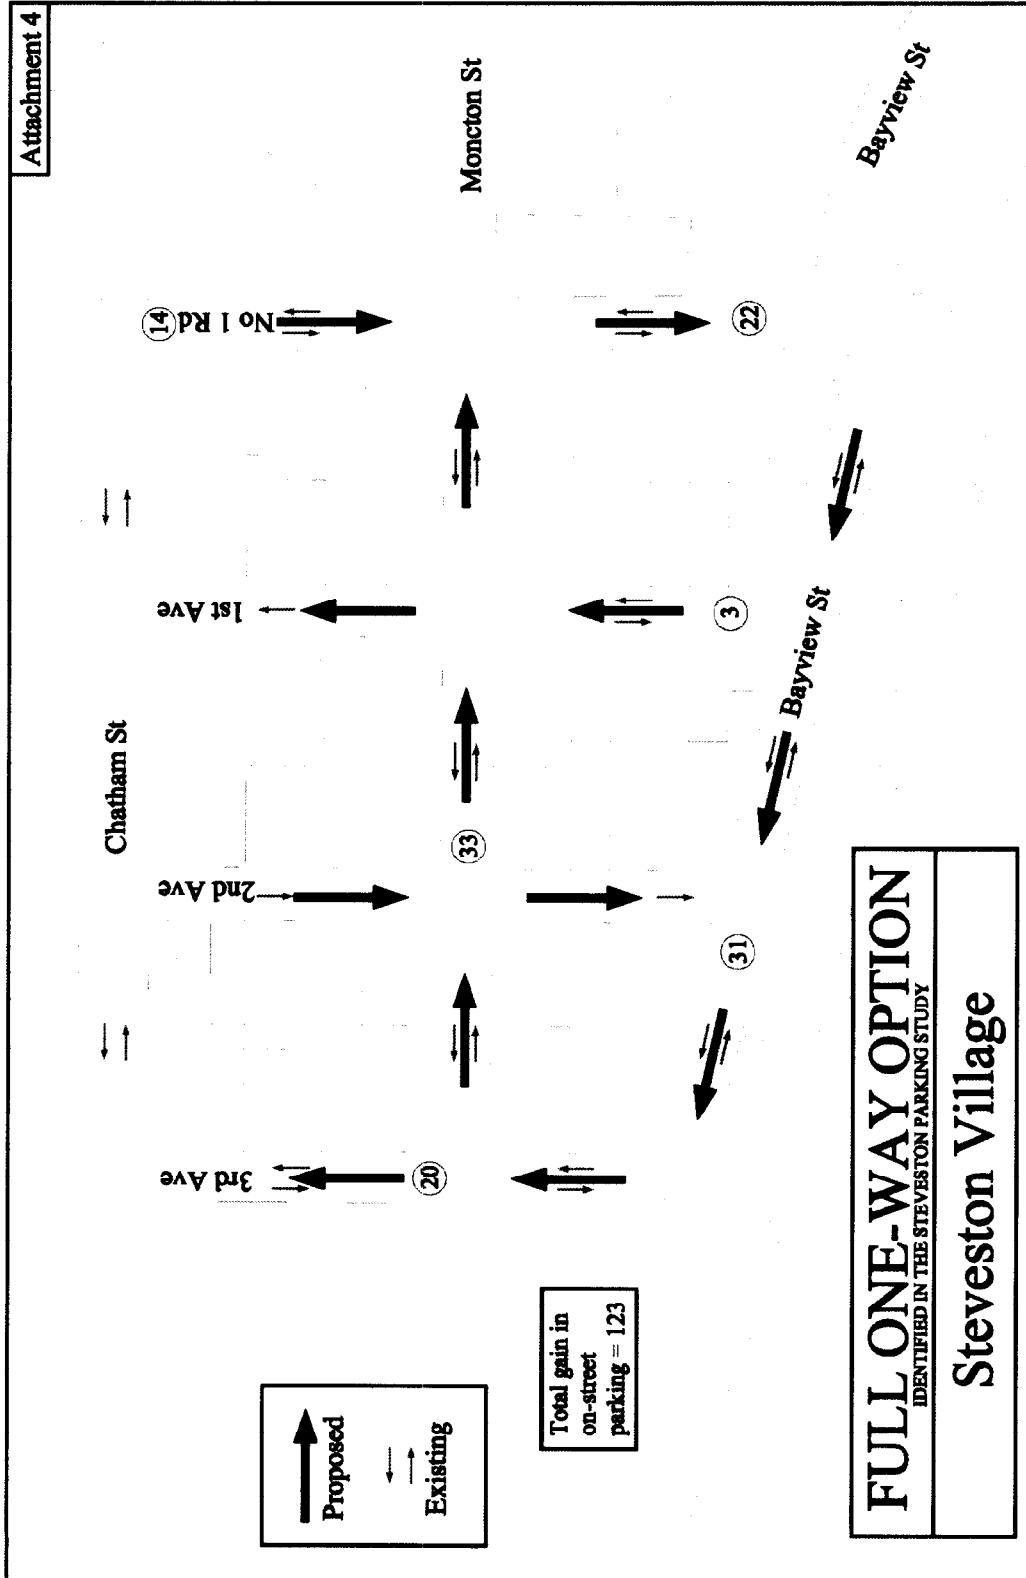 Attachment 4
Chatham St
3rd Ave
2nd Ave
1st Ave
No 1 Rd
14
20
33
Moncton St
31
3
22
Bayview St
Bayview St
Proposed
Existing
Total gain in
on-street
parking = 123
FULL ONE-WAY OPTION
IDENTIFIED IN THE STEVESTON PARKING STUDY
Steveston Village